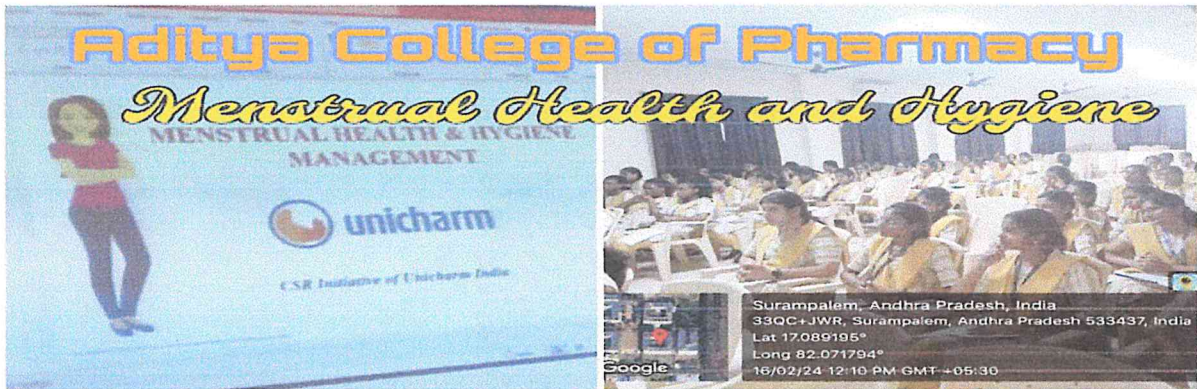 Aditya College of Pharmacy
Menstrual Health and Hygiene
MENSTRUAL HEALTH & HYGIENE
MANAGEMENT
unicharm
CSR Initiative of Unicharm India
Surampalem, Andhra Pradesh, India
33QC+JWR, Surampalem, Andhra Pradesh 533437, India
Lat 17.089195°
Long 82.071794°
16/02/24 12:10 PM GMT +05:30
Google